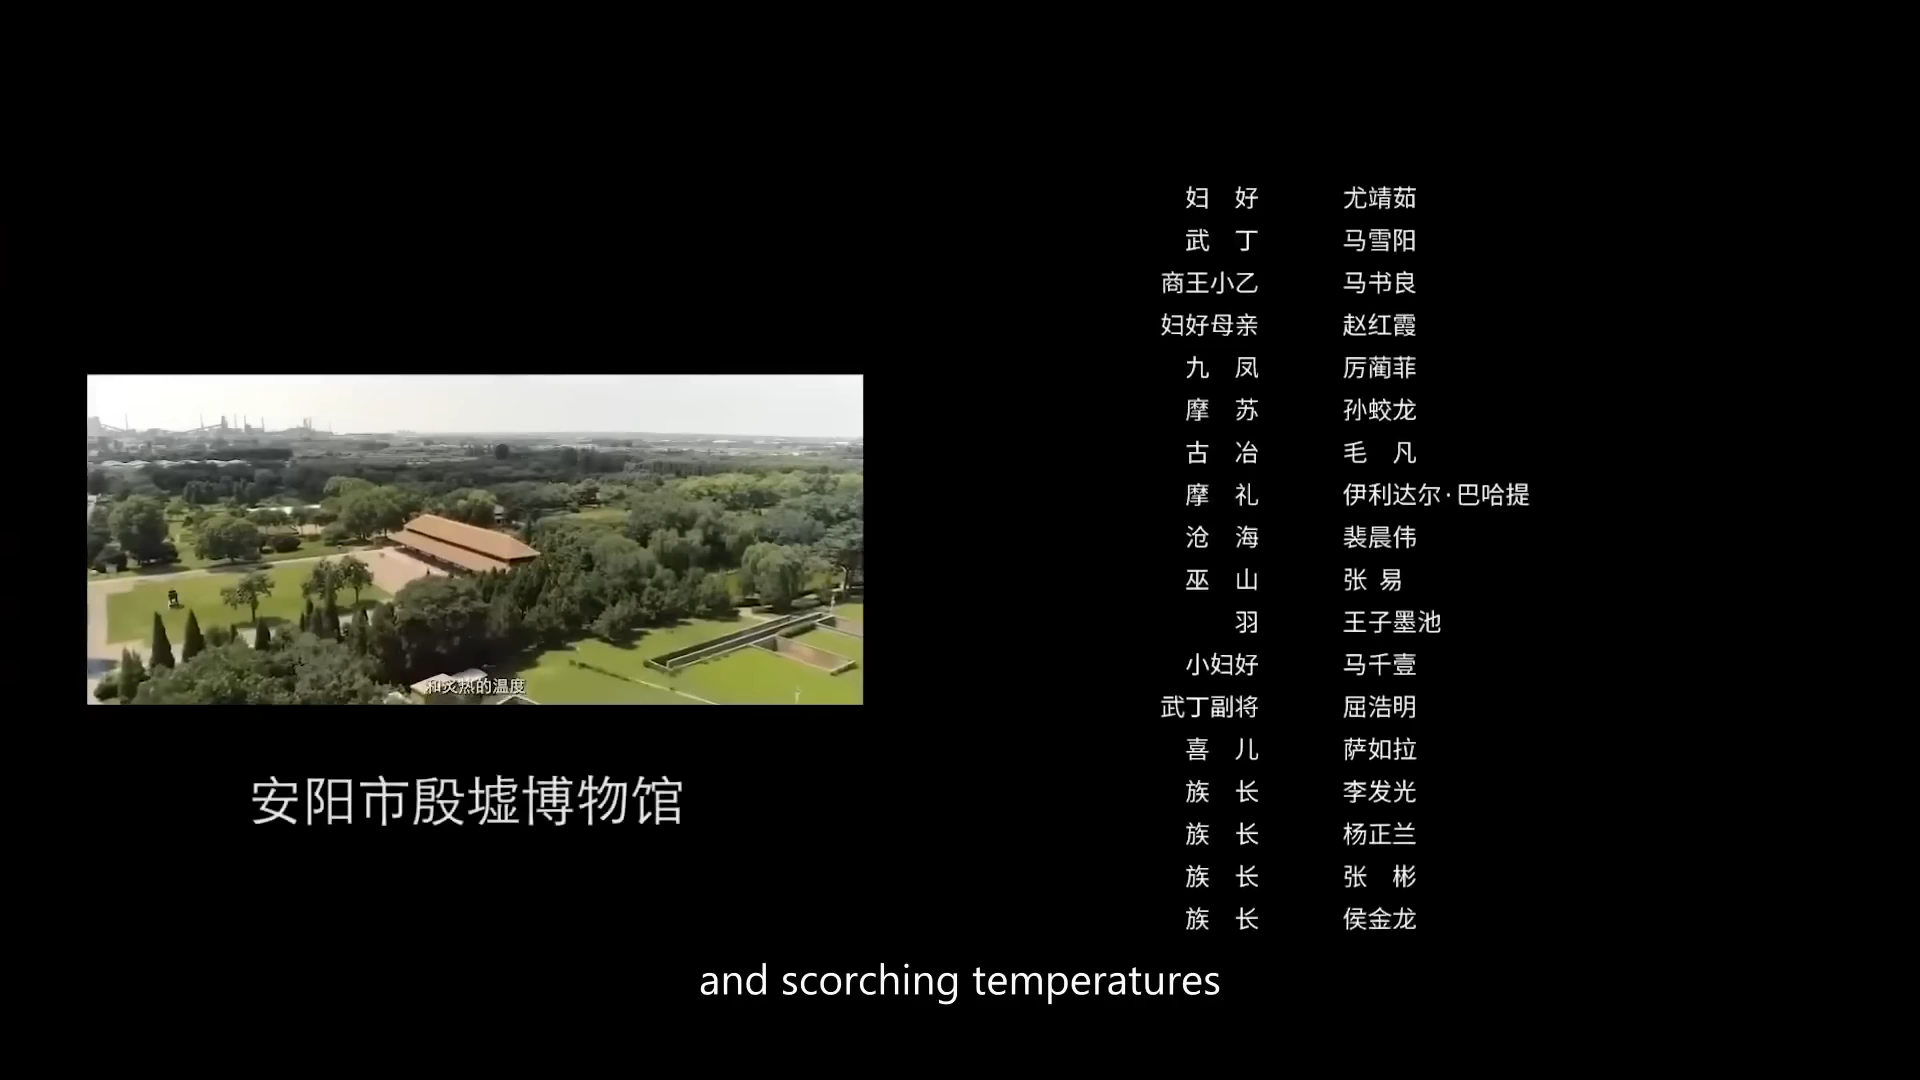 和炙热的温度
安阳市殷墟博物馆
妇 好 尤靖茹
武 丁 马雪阳
商王小乙 马书良
妇好母亲 赵红霞
九 凤 厉蔺菲
摩 苏 孙蛟龙
古 冶 毛 凡
摩 礼 伊利达尔·巴哈提
沧 海 裴晨伟
巫 山 张 易
羽 王子墨池
小妇好 马千壹
武丁副将 屈浩明
喜 儿 萨如拉
族 长 李发光
族 长 杨正兰
族 长 张 彬
族 长 侯金龙
and scorching temperatures